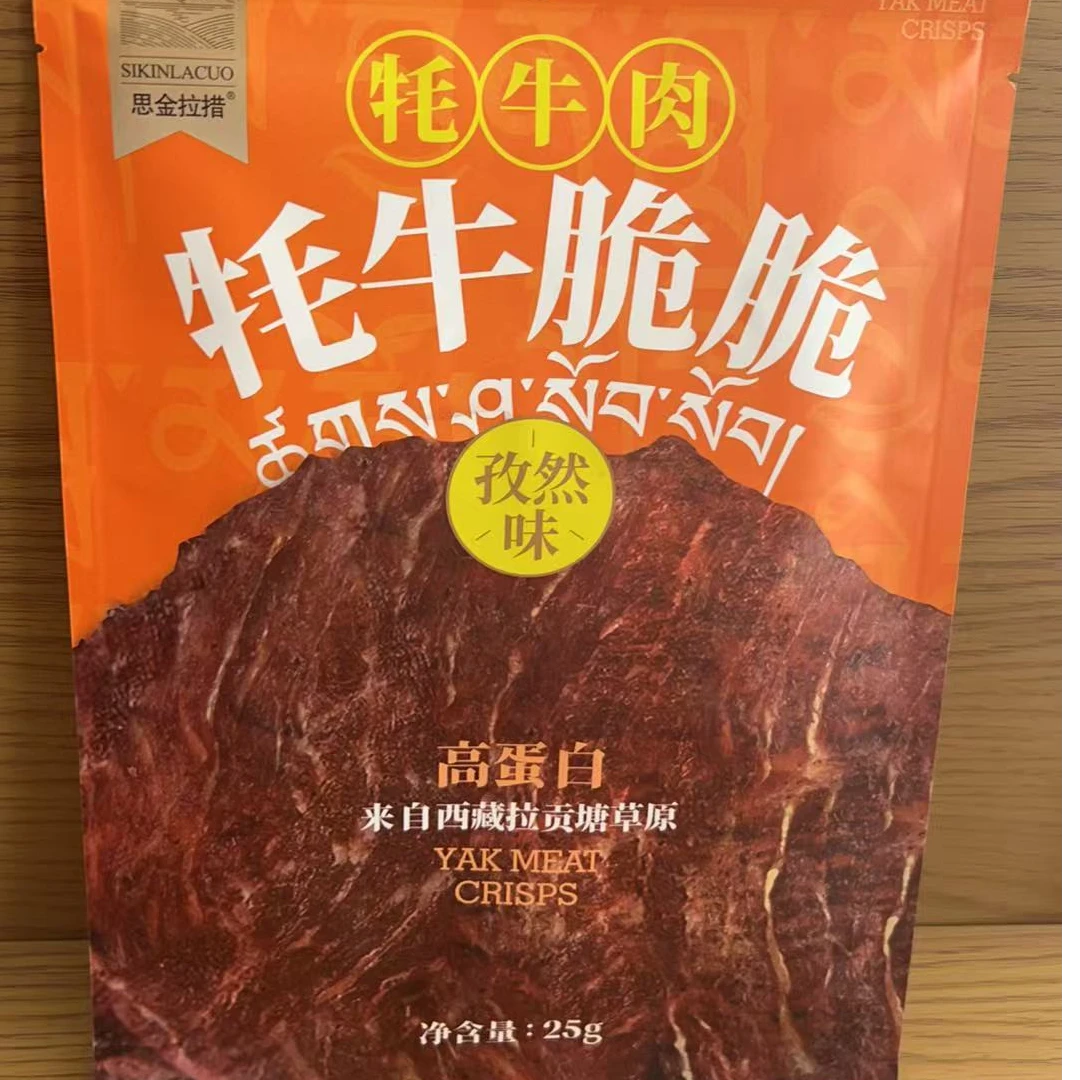 YAK MEAT
CRISPS
SIKINLACUO
思金拉措®
牦牛肉
牦牛脆脆
孜然
味
高蛋白
来自西藏拉贡塘草原
YAK MEAT
CRISPS
净含量：25g